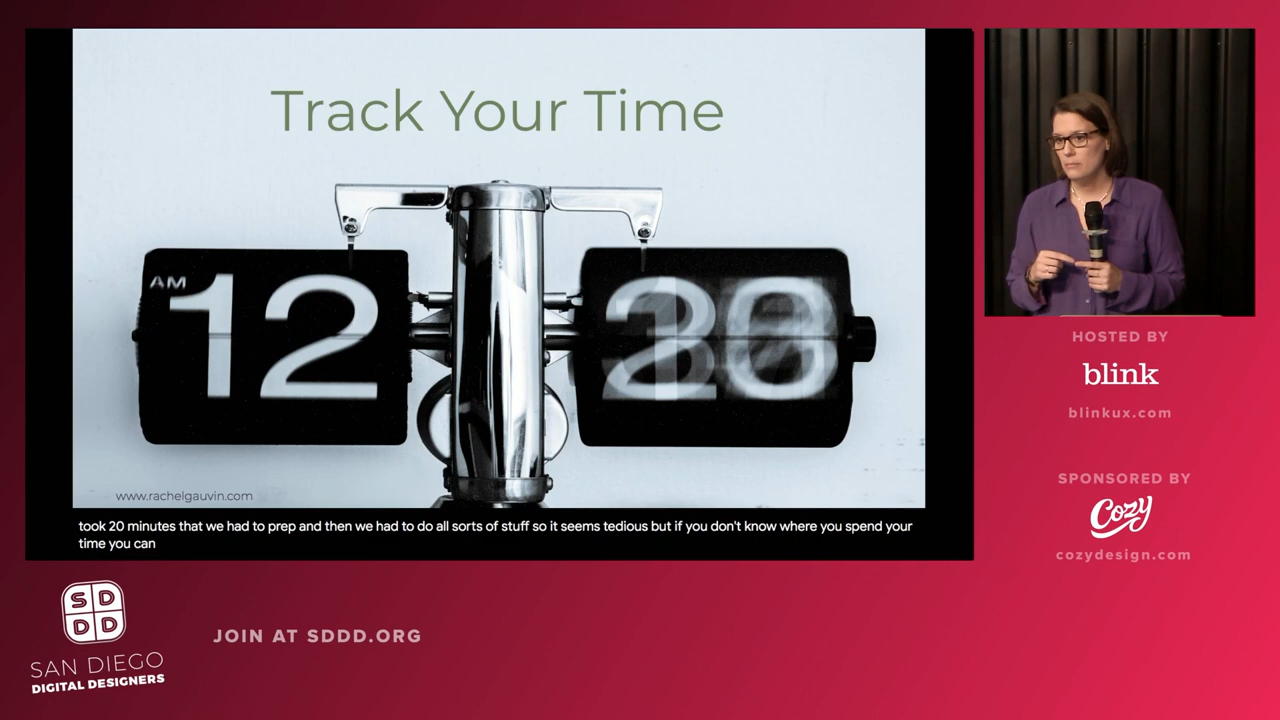 Track Your Time
AM
12
www.rachelgauvin.com
took 20 minutes that we had to prep and then we had to do all sorts of stuff so it seems tedious but if you don't know where you spend your
time you can
HOSTED BY
blink
blinkux.com
SPONSORED BY
Cozy
cozydesign.com
SD
DD
JOIN AT SDDD.ORG
SAN DIEGO
DIGITAL DESIGNERS